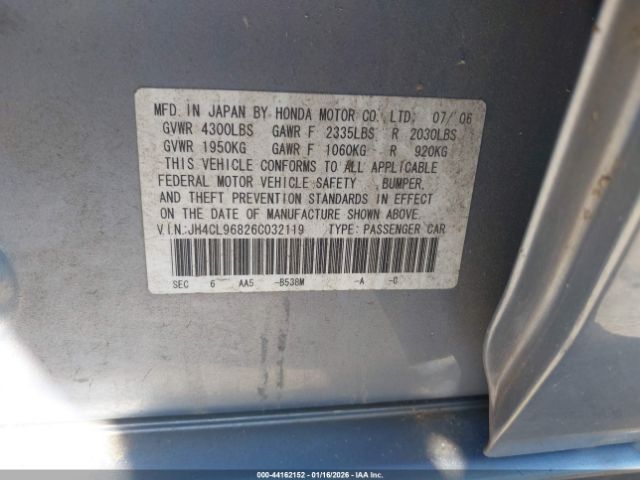 MFD. IN JAPAN BY HONDA MOTOR CO., LTD. 07/06
GVWR 4300LBS GAWR F 2335LBS R 2030LBS
GVWR 1950KG GAWR F 1060KG R 920KG
THIS VEHICLE CONFORMS TO ALL APPLICABLE
FEDERAL MOTOR VEHICLE SAFETY, BUMPER,
AND THEFT PREVENTION STANDARDS IN EFFECT
ON THE DATE OF MANUFACTURE SHOWN ABOVE.
V.I.N:JH4CL96826C032119 TYPE: PASSENGER CAR
SEC 6 AA5 -B538M -A -0
000-44162152 - 01/16/2026 - IAA Inc.